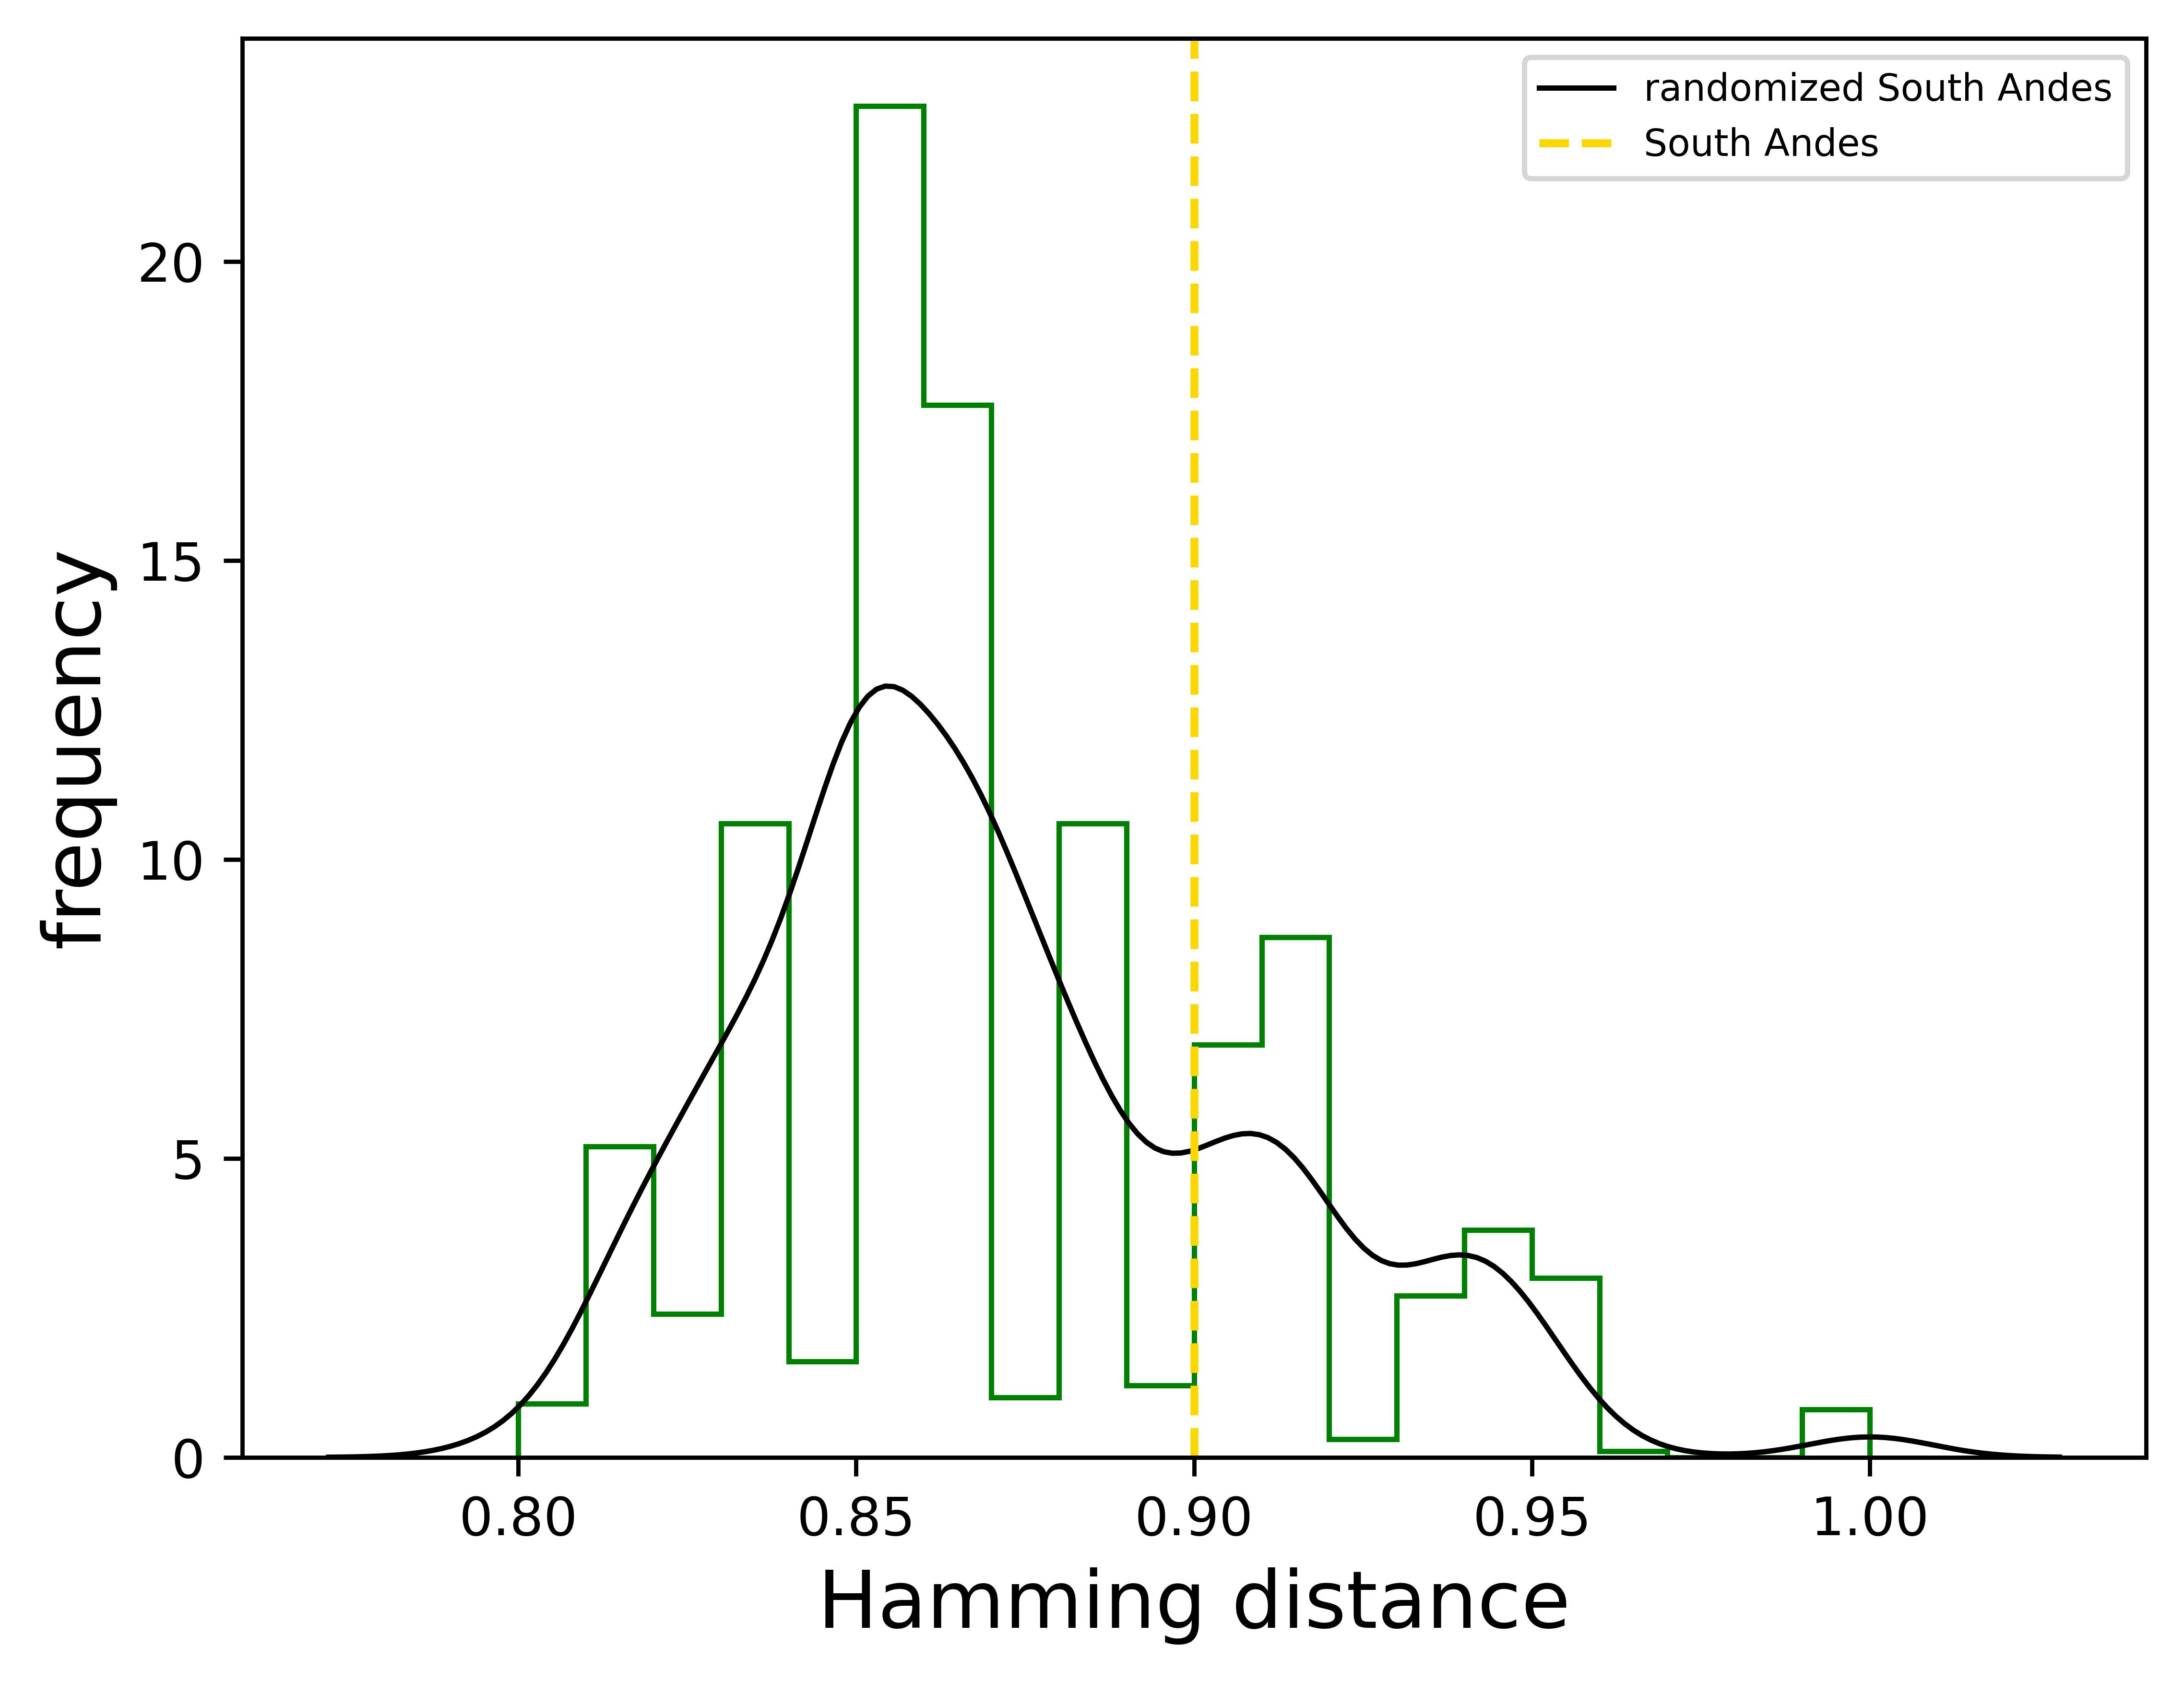 randomized South Andes
South Andes
frequency
20
15
10
5
0
0.80 0.85 0.90 0.95 1.00
Hamming distance